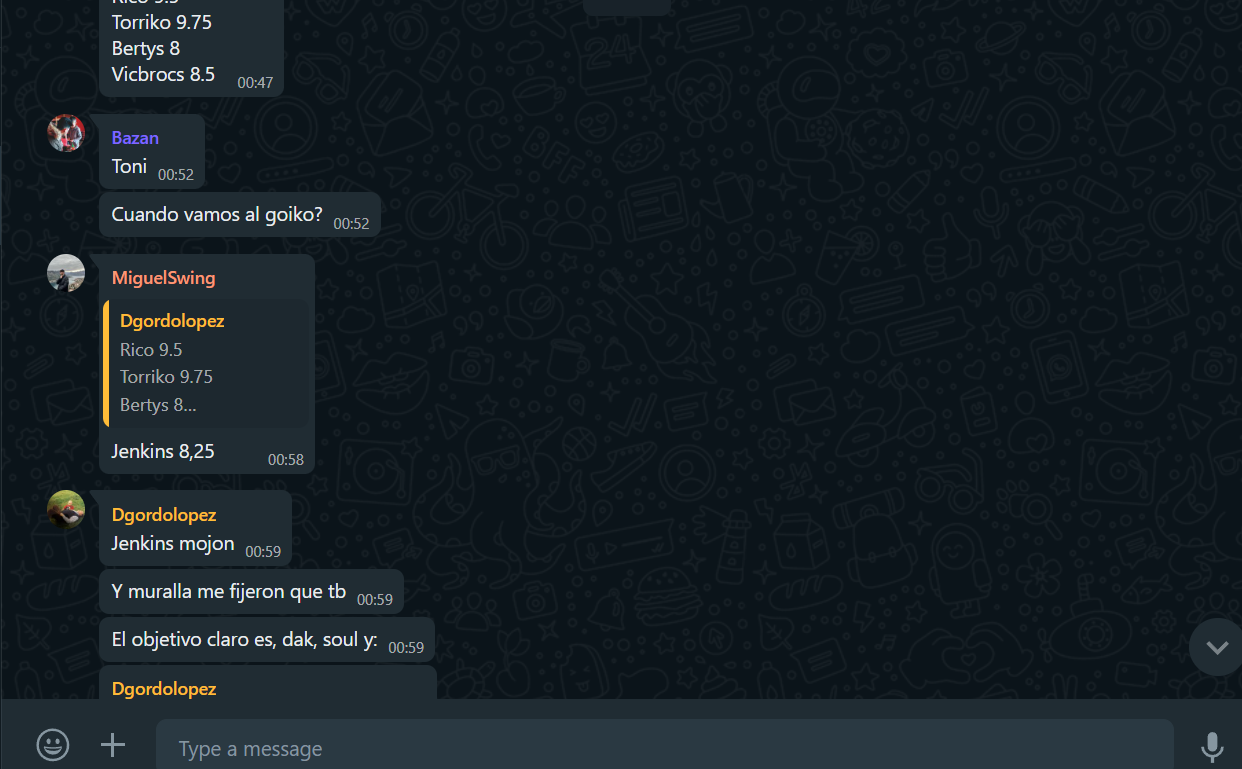 Rico 9.5
Torriko 9.75
Bertys 8
Vicbrocs 8.5 00:47
Bazan
Toni 00:52
Cuando vamos al goiko? 00:52
MiguelSwing
Dgordolopez
Rico 9.5
Torriko 9.75
Bertys 8...
Jenkins 8,25 00:58
Dgordolopez
Jenkins mojon 00:59
Y muralla me fijeron que tb 00:59
El objetivo claro es, dak, soul y: 00:59
Dgordolopez
Type a message